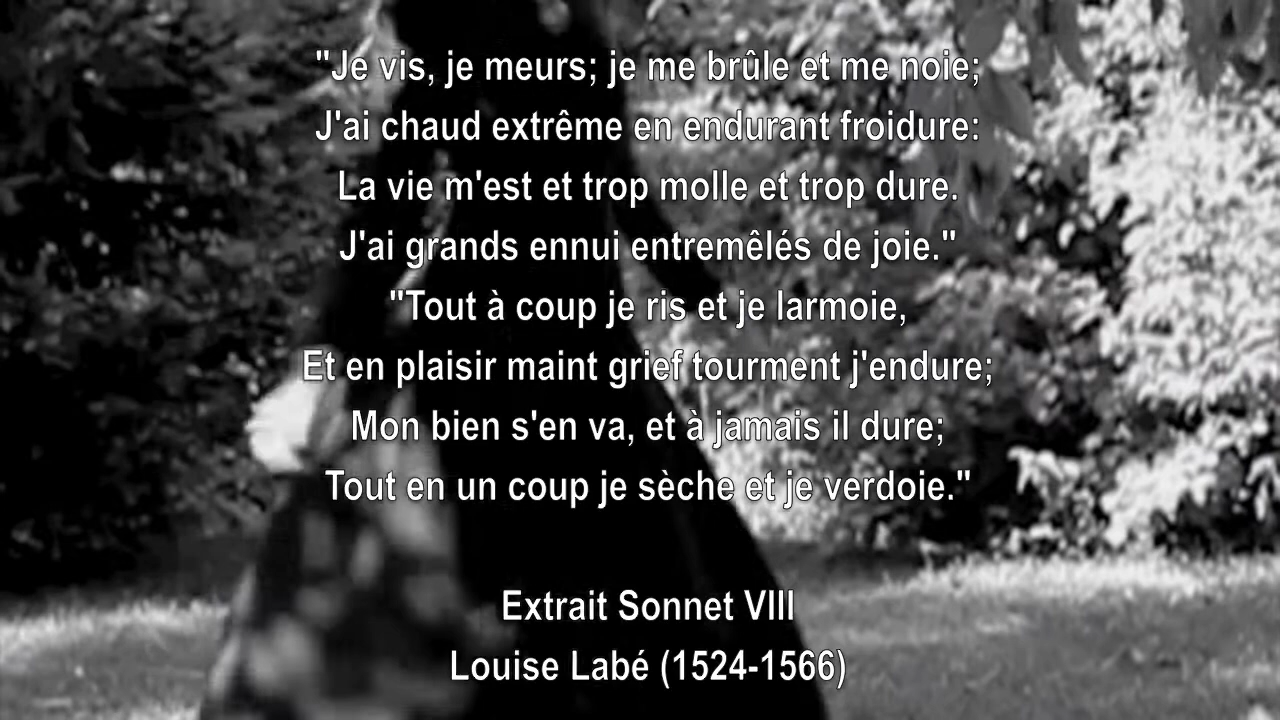 "Je vis, je meurs; je me brûle et me noie;
J'ai chaud extrême en endurant froidure:
La vie m'est et trop molle et trop dure.
J'ai grands ennui entremêlés de joie."
"Tout à coup je ris et je larmoie,
Et en plaisir maint grief tourment j'endure;
Mon bien s'en va, et à jamais il dure;
Tout en un coup je sèche et je verdoie."
Extrait Sonnet VIII
Louise Labé (1524-1566)